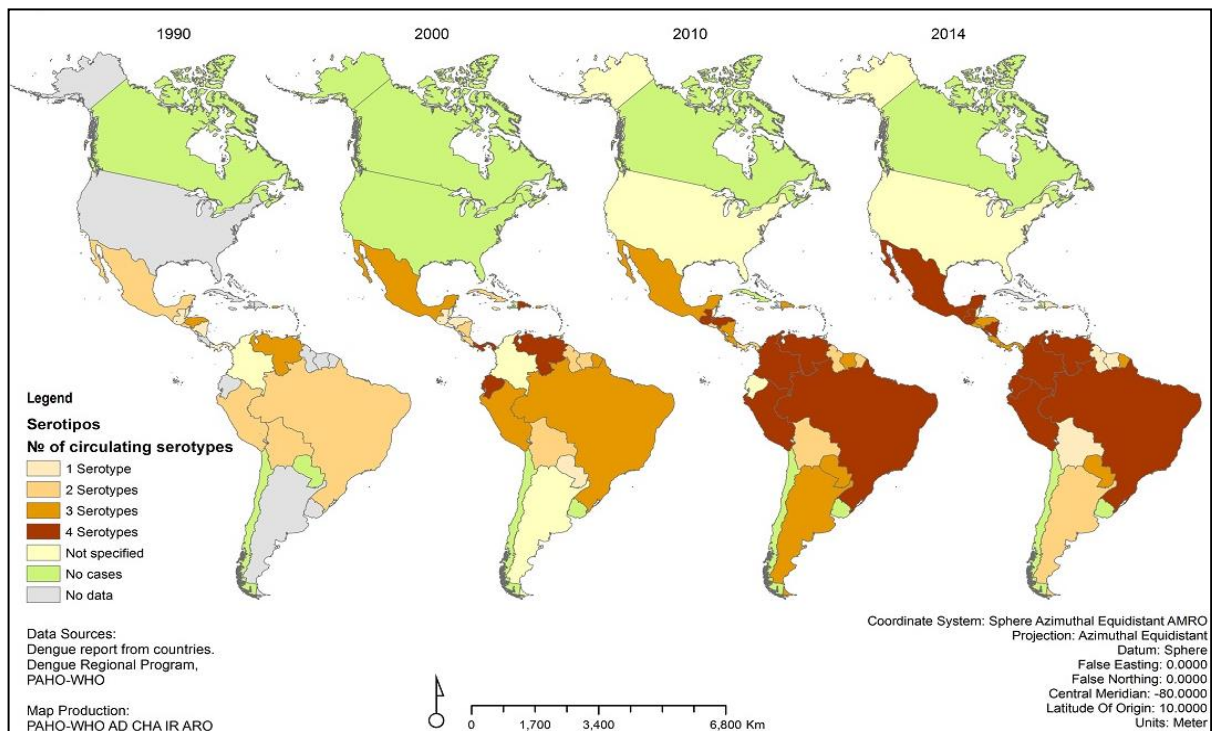 1990
2000
2010
2014
Legend
Serotipos
№ of circulating serotypes
1 Serotype
2 Serotypes
3 Serotypes
4 Serotypes
Not specified
No cases
No data
Data Sources:
Dengue report from countries.
Dengue Regional Program,
PAHO-WHO
Map Production:
PAHO-WHO AD CHA IR ARO
0 1,700 3,400 6,800 Km
Coordinate System: Sphere Azimuthal Equidistant AMRO
Projection: Azimuthal Equidistant
Datum: Sphere
False Easting: 0.0000
False Northing: 0.0000
Central Meridian: -80.0000
Latitude Of Origin: 10.0000
Units: Meter